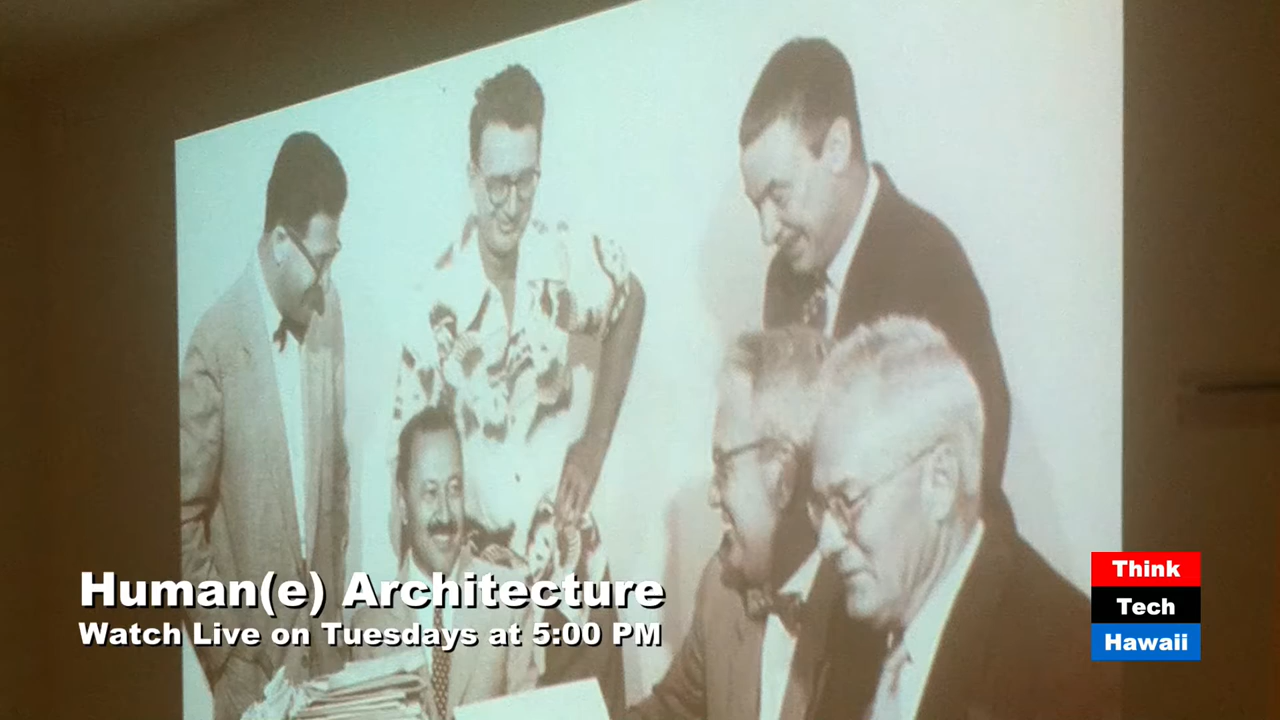 Human(e) Architecture
Watch Live on Tuesdays at 5:00 PM
Think
Tech
Hawaii